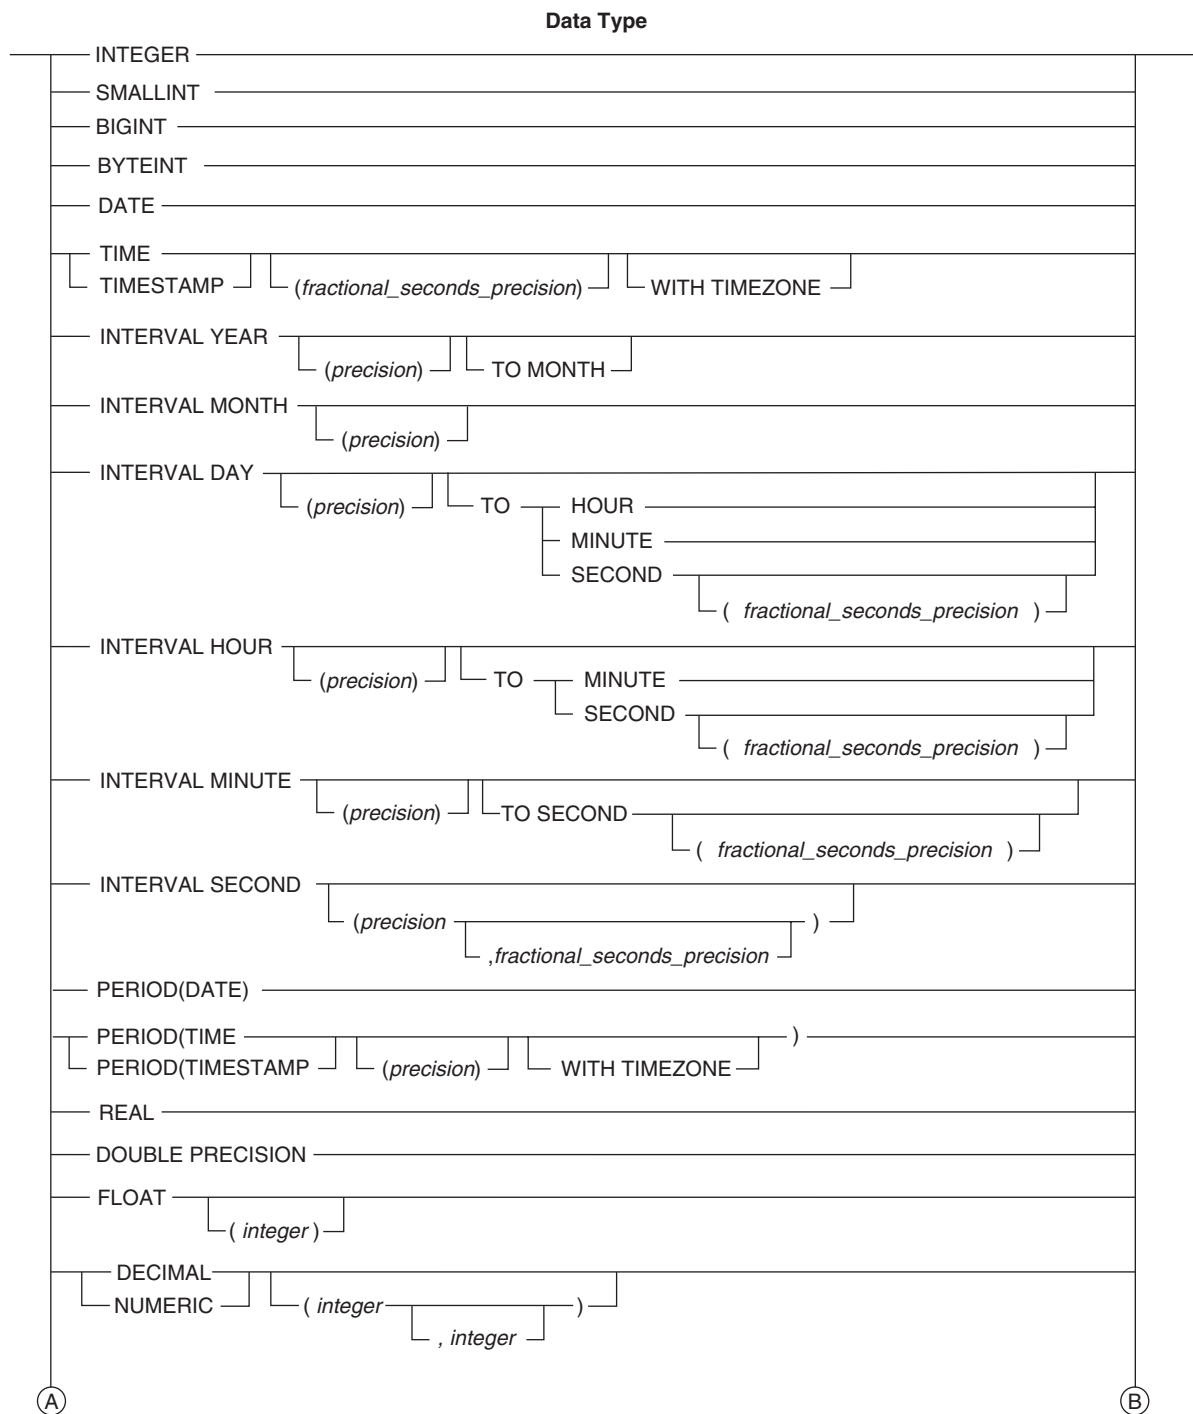 Data Type
INTEGER
SMALLINT
BIGINT
BYTEINT
DATE
TIME
TIMESTAMP (fractional_seconds_precision) WITH TIMEZONE
INTERVAL YEAR
(precision) TO MONTH
INTERVAL MONTH
(precision)
INTERVAL DAY
(precision) TO HOUR
MINUTE
SECOND
( fractional_seconds_precision )
INTERVAL HOUR
(precision) TO MINUTE
SECOND
( fractional_seconds_precision )
INTERVAL MINUTE
(precision) TO SECOND
( fractional_seconds_precision )
INTERVAL SECOND
(precision )
,fractional_seconds_precision
PERIOD(DATE)
PERIOD(TIME )
PERIOD(TIMESTAMP (precision) WITH TIMEZONE
REAL
DOUBLE PRECISION
FLOAT
( integer )
DECIMAL
NUMERIC ( integer )
, integer
A B